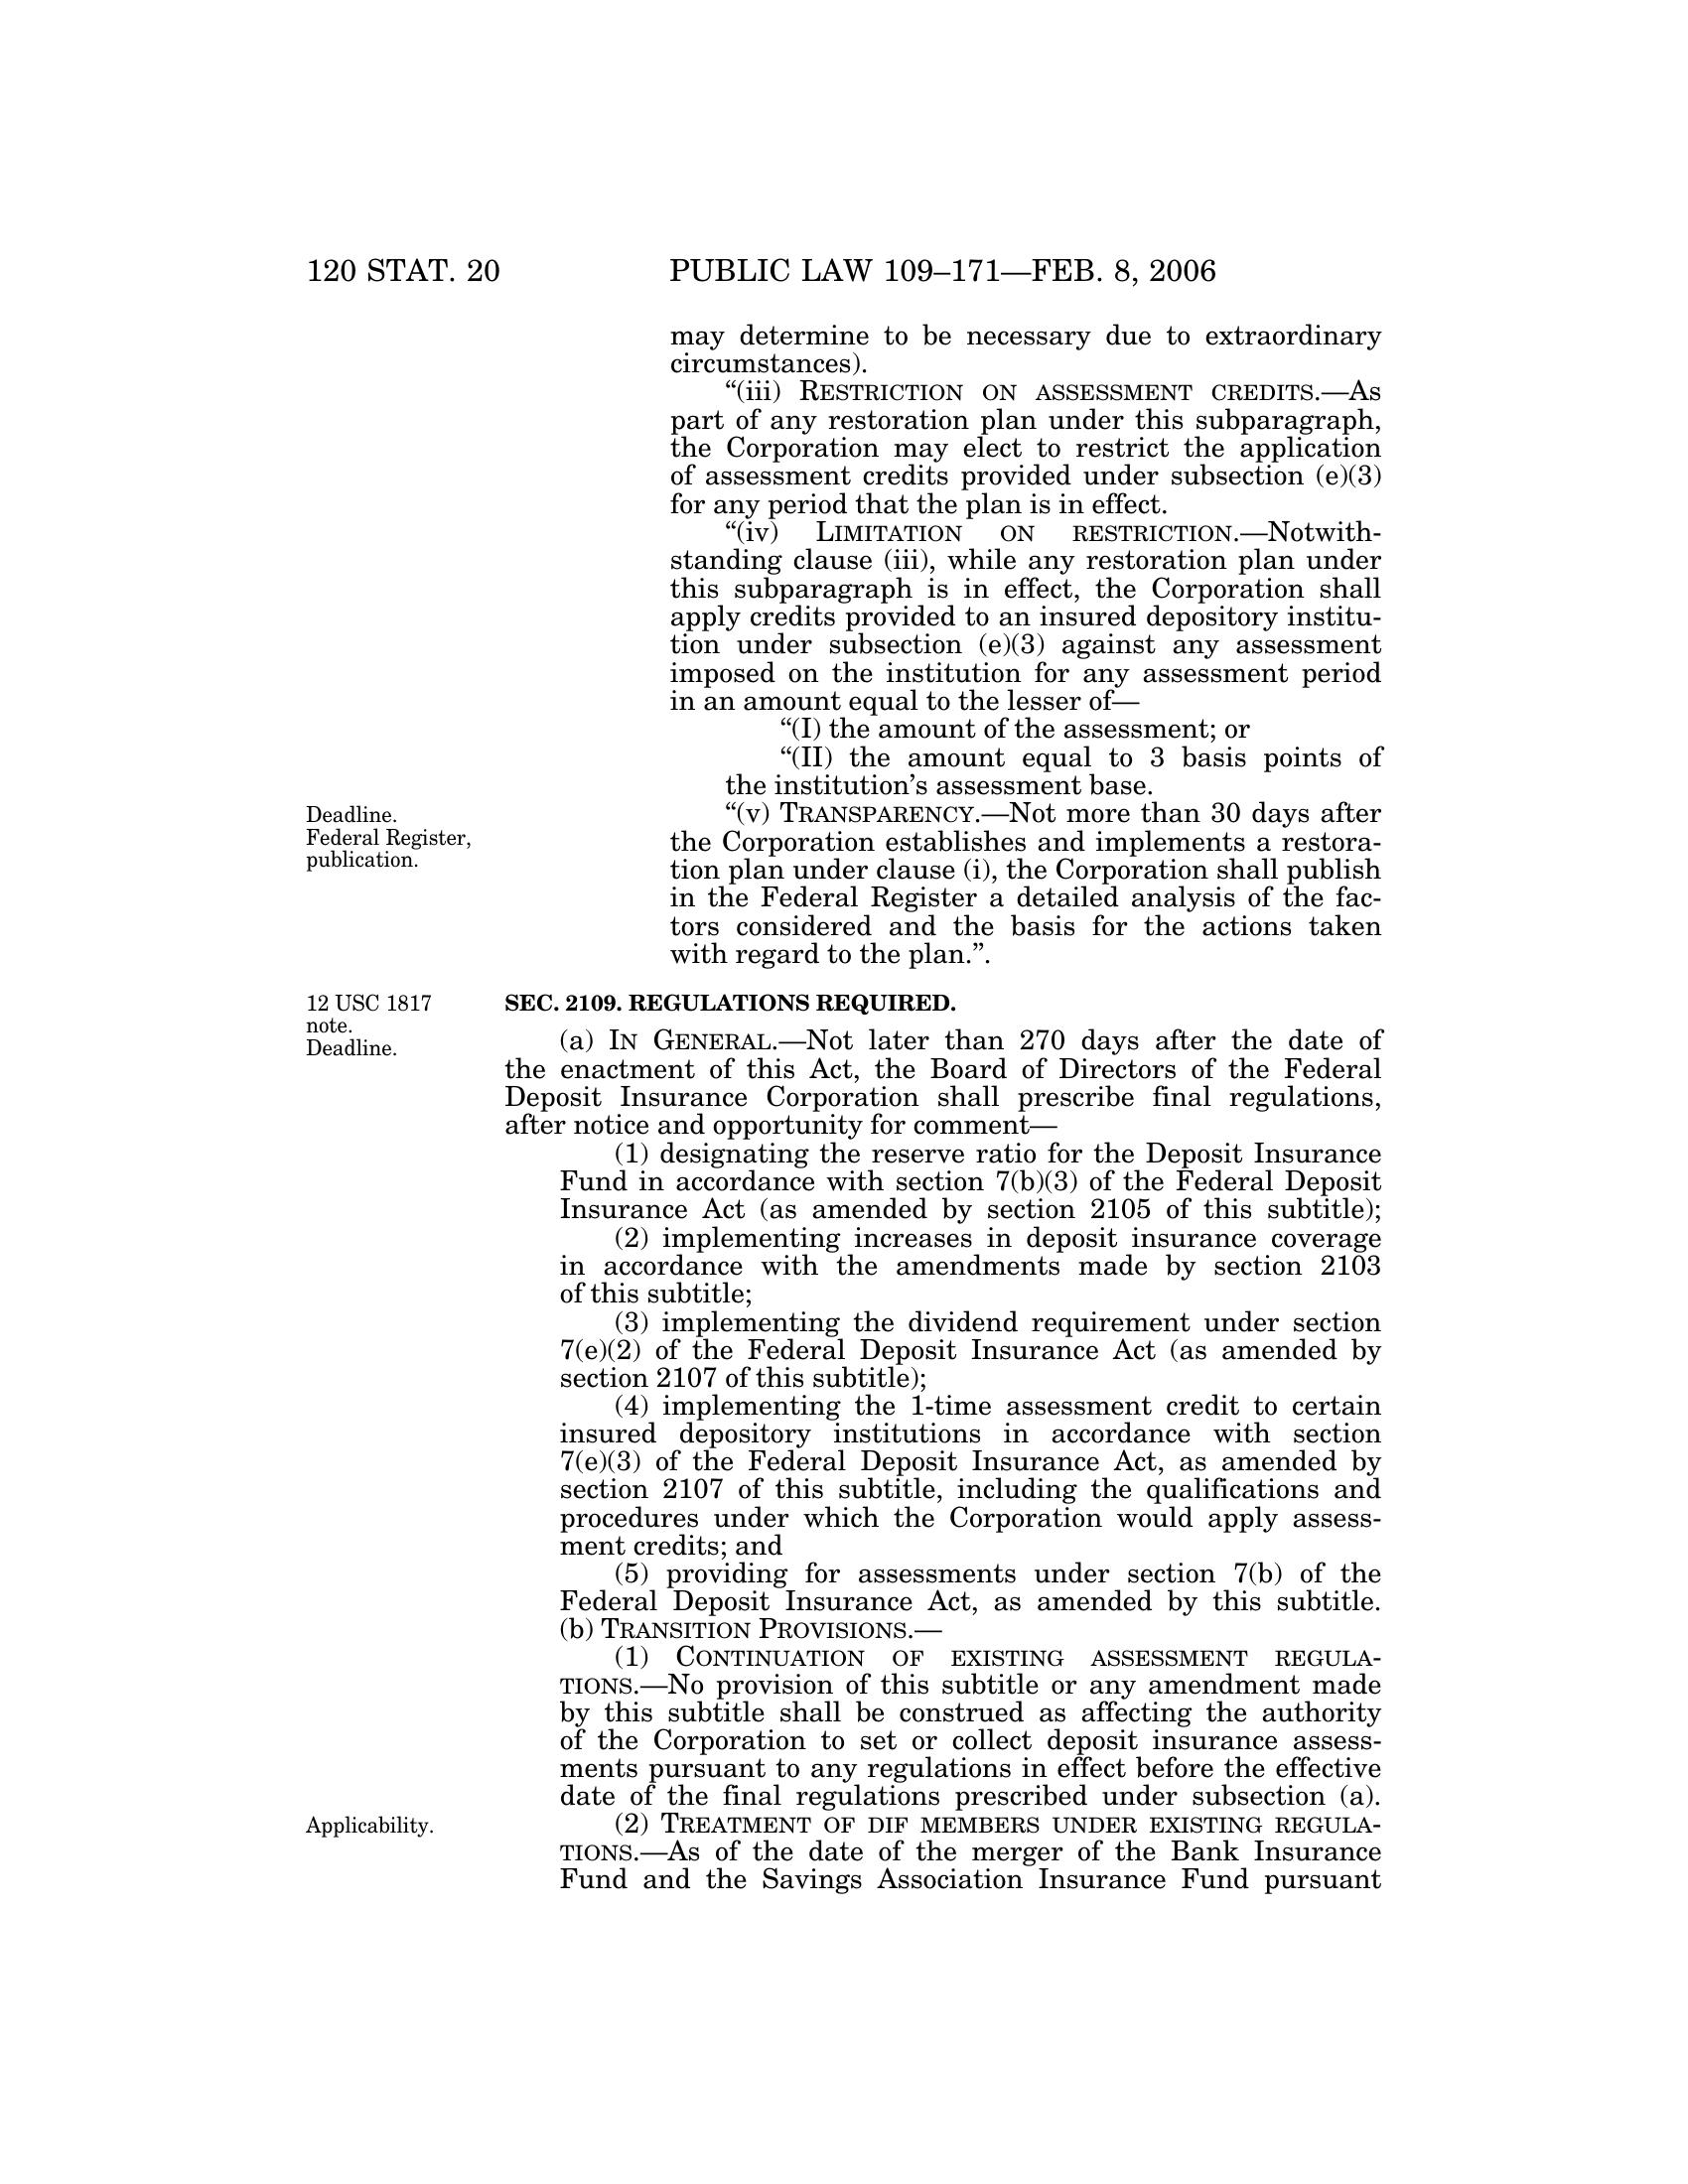 120 STAT. 20
PUBLIC LAW 109–171—FEB. 8, 2006
may determine to be necessary due to extraordinary
circumstances).
“(iii) RESTRICTION ON ASSESSMENT CREDITS.—As
part of any restoration plan under this subparagraph,
the Corporation may elect to restrict the application
of assessment credits provided under subsection (e)(3)
for any period that the plan is in effect.
“(iv) LIMITATION ON RESTRICTION.—Notwith-
standing clause (iii), while any restoration plan under
this subparagraph is in effect, the Corporation shall
apply credits provided to an insured depository institu-
tion under subsection (e)(3) against any assessment
imposed on the institution for any assessment period
in an amount equal to the lesser of—
“(I) the amount of the assessment; or
“(II) the amount equal to 3 basis points of
the institution’s assessment base.
Deadline.
Federal Register,
publication.
“(v) TRANSPARENCY.—Not more than 30 days after
the Corporation establishes and implements a restora-
tion plan under clause (i), the Corporation shall publish
in the Federal Register a detailed analysis of the fac-
tors considered and the basis for the actions taken
with regard to the plan.”.
12 USC 1817
note.
Deadline.
SEC. 2109. REGULATIONS REQUIRED.
(a) IN GENERAL.—Not later than 270 days after the date of
the enactment of this Act, the Board of Directors of the Federal
Deposit Insurance Corporation shall prescribe final regulations,
after notice and opportunity for comment—
(1) designating the reserve ratio for the Deposit Insurance
Fund in accordance with section 7(b)(3) of the Federal Deposit
Insurance Act (as amended by section 2105 of this subtitle);
(2) implementing increases in deposit insurance coverage
in accordance with the amendments made by section 2103
of this subtitle;
(3) implementing the dividend requirement under section
7(e)(2) of the Federal Deposit Insurance Act (as amended by
section 2107 of this subtitle);
(4) implementing the 1-time assessment credit to certain
insured depository institutions in accordance with section
7(e)(3) of the Federal Deposit Insurance Act, as amended by
section 2107 of this subtitle, including the qualifications and
procedures under which the Corporation would apply assess-
ment credits; and
(5) providing for assessments under section 7(b) of the
Federal Deposit Insurance Act, as amended by this subtitle.
(b) TRANSITION PROVISIONS.—
(1) CONTINUATION OF EXISTING ASSESSMENT REGULA-
TIONS.—No provision of this subtitle or any amendment made
by this subtitle shall be construed as affecting the authority
of the Corporation to set or collect deposit insurance assess-
ments pursuant to any regulations in effect before the effective
date of the final regulations prescribed under subsection (a).
Applicability.
(2) TREATMENT OF DIF MEMBERS UNDER EXISTING REGULA-
TIONS.—As of the date of the merger of the Bank Insurance
Fund and the Savings Association Insurance Fund pursuant